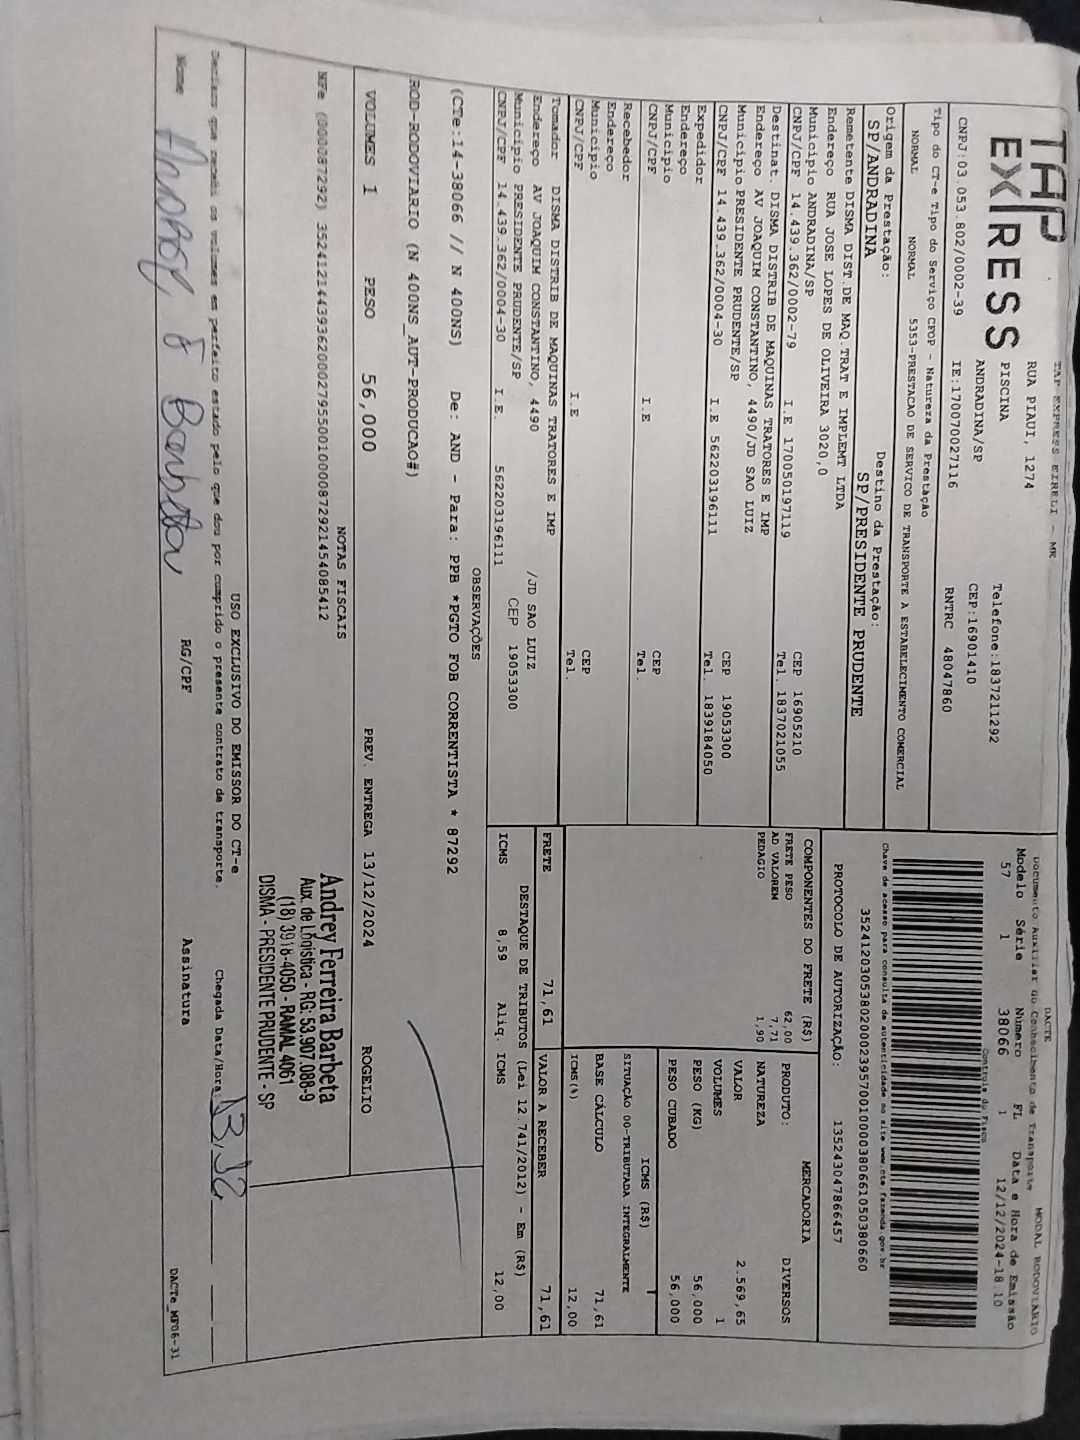 TAP EXPRESS
TAP EXPRESS EIRELI - ME
RUA PIAUI, 1274
PISCINA Telefone:1837211292
ANDRADINA/SP CEP:16901410
CNPJ:03.053.802/0002-39 IE:170070027116 RNTRC 48047860
Tipo do CT-e Tipo do Serviço CFOP - Natureza da Prestação
NORMAL NORMAL 5353-PRESTACAO DE SERVICO DE TRANSPORTE A ESTABELECIMENTO COMERCIAL
Origem da Prestação: Destino da Prestação:
SP/ANDRADINA SP/PRESIDENTE PRUDENTE
Remetente DISMA DIST.DE MAQ.TRAT E IMPLEMT LTDA
Endereço RUA JOSE LOPES DE OLIVEIRA 3020,0
Município ANDRADINA/SP CEP 16905210
CNPJ/CPF 14.439.362/0002-79 I.E 170050197119 Tel. 1837021055
Destinat. DISMA DISTRIB DE MAQUINAS TRATORES E IMP
Endereço AV JOAQUIM CONSTANTINO, 4490/JD SAO LUIZ
Município PRESIDENTE PRUDENTE/SP CEP 19053300
CNPJ/CPF 14.439.362/0004-30 I.E 562203196111 Tel. 1839184050
Expedidor
Endereço
Município CEP
CNPJ/CPF I.E Tel.
Recebedor
Endereço
Município CEP
CNPJ/CPF I.E Tel.
Tomador DISMA DISTRIB DE MAQUINAS TRATORES E IMP
Endereço AV JOAQUIM CONSTANTINO, 4490 /JD SAO LUIZ
Município PRESIDENTE PRUDENTE/SP CEP 19053300
CNPJ/CPF 14.439.362/0004-30 I.E. 562203196111
DACTE
Documento Auxiliar do Conhecimento de Transporte MODAL RODOVIARIO
Modelo Série Número FL Data e Hora de Emissão
57 1 38066 1 12/12/2024-18:10
Controle do Fisco
Chave de acesso para consulta de autenticidade no site www.cte.fazenda.gov.br
35241203053802000239570010000380661050380660
PROTOCOLO DE AUTORIZAÇÃO: 135243047866457
COMPONENTES DO FRETE (R$)
FRETE PESO 62,00
AD VALOREM 7,71
PEDAGIO 1,90
MERCADORIA
PRODUTO: DIVERSOS
NATUREZA
VALOR 2.569,65
VOLUMES 1
PESO (KG) 56,000
PESO CUBADO 56,000
ICMS (R$)
SITUAÇÃO 00-TRIBUTADA INTEGRALMENTE
BASE CÁLCULO 71,61
ICMS(%) 12,00
FRETE 71,61 VALOR A RECEBER 71,61
DESTAQUE DE TRIBUTOS (Lei 12.741/2012) - Em (R$)
ICMS 8,59 Aliq. ICMS 12,00
OBSERVAÇÕES
(CTe:14.38066 // N 400NS) De: AND - Para: PPB *PGTO FOB CORRENTISTA * 87292
ROD-RODOVIARIO (N 400NS_AUT-PRODUCAO#)
VOLUMES 1 PESO 56,000 PREV. ENTREGA 13/12/2024 ROGELIO
NOTAS FISCAIS
NFe (000087292) 35241214439362000279550010000872921454085412
Andrey Ferreira Barbeta
Aux. de Logística - RG: 53.907.088-9
(18) 3918-4050 - RAMAL 4061
DISMA - PRESIDENTE PRUDENTE - SP
USO EXCLUSIVO DO EMISSOR DO CT-e
Declaro que recebi os volumes em perfeito estado pelo que dou por cumprido o presente contrato de transporte. Chegada Data/Hora: 13/12
Nome Andrey F Barbeta RG/CPF Assinatura
DACTe_MF06-31